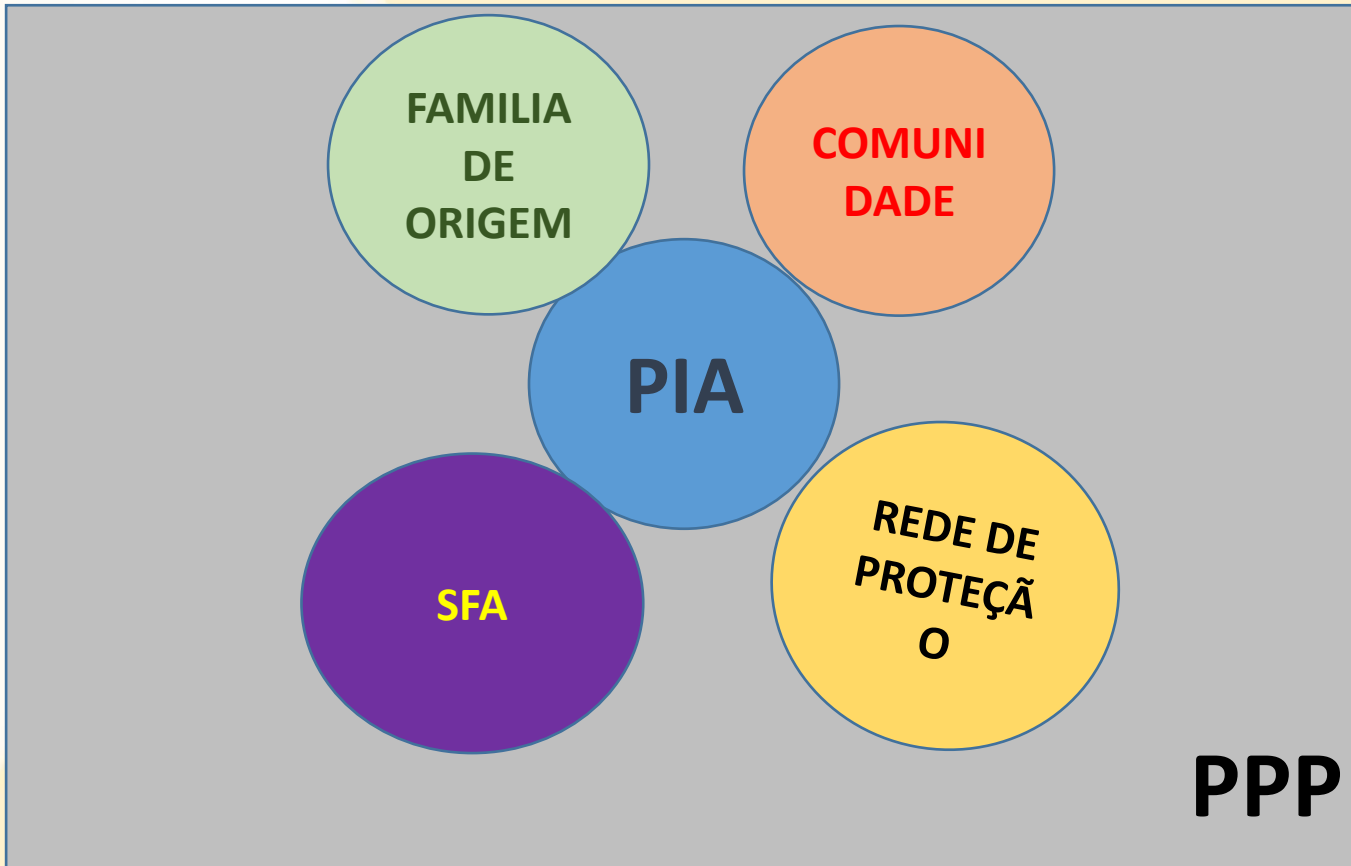 FAMILIA
DE
ORIGEM
COMUNI
DADE
PIA
SFA
REDE DE
PROTEÇÃ
O
PPP